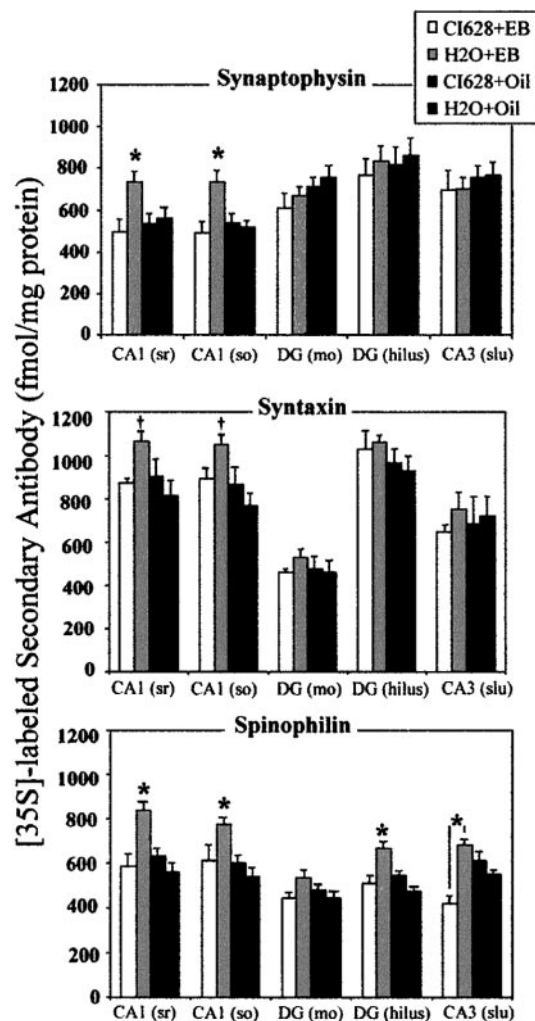 CI628+EB
H2O+EB
CI628+Oil
H2O+Oil
[35S]-labeled Secondary Antibody (fmol/mg protein)
Synaptophysin
1200
1000
800
600
400
200
0
* *
CA1 (sr) CA1 (so) DG (mo) DG (hilus) CA3 (slu)
Syntaxin
1200
1000
800
600
400
200
0
† †
CA1 (sr) CA1 (so) DG (mo) DG (hilus) CA3 (slu)
Spinophilin
1200
1000
800
600
400
200
0
* * * *
CA1 (sr) CA1 (so) DG (mo) DG (hilus) CA3 (slu)